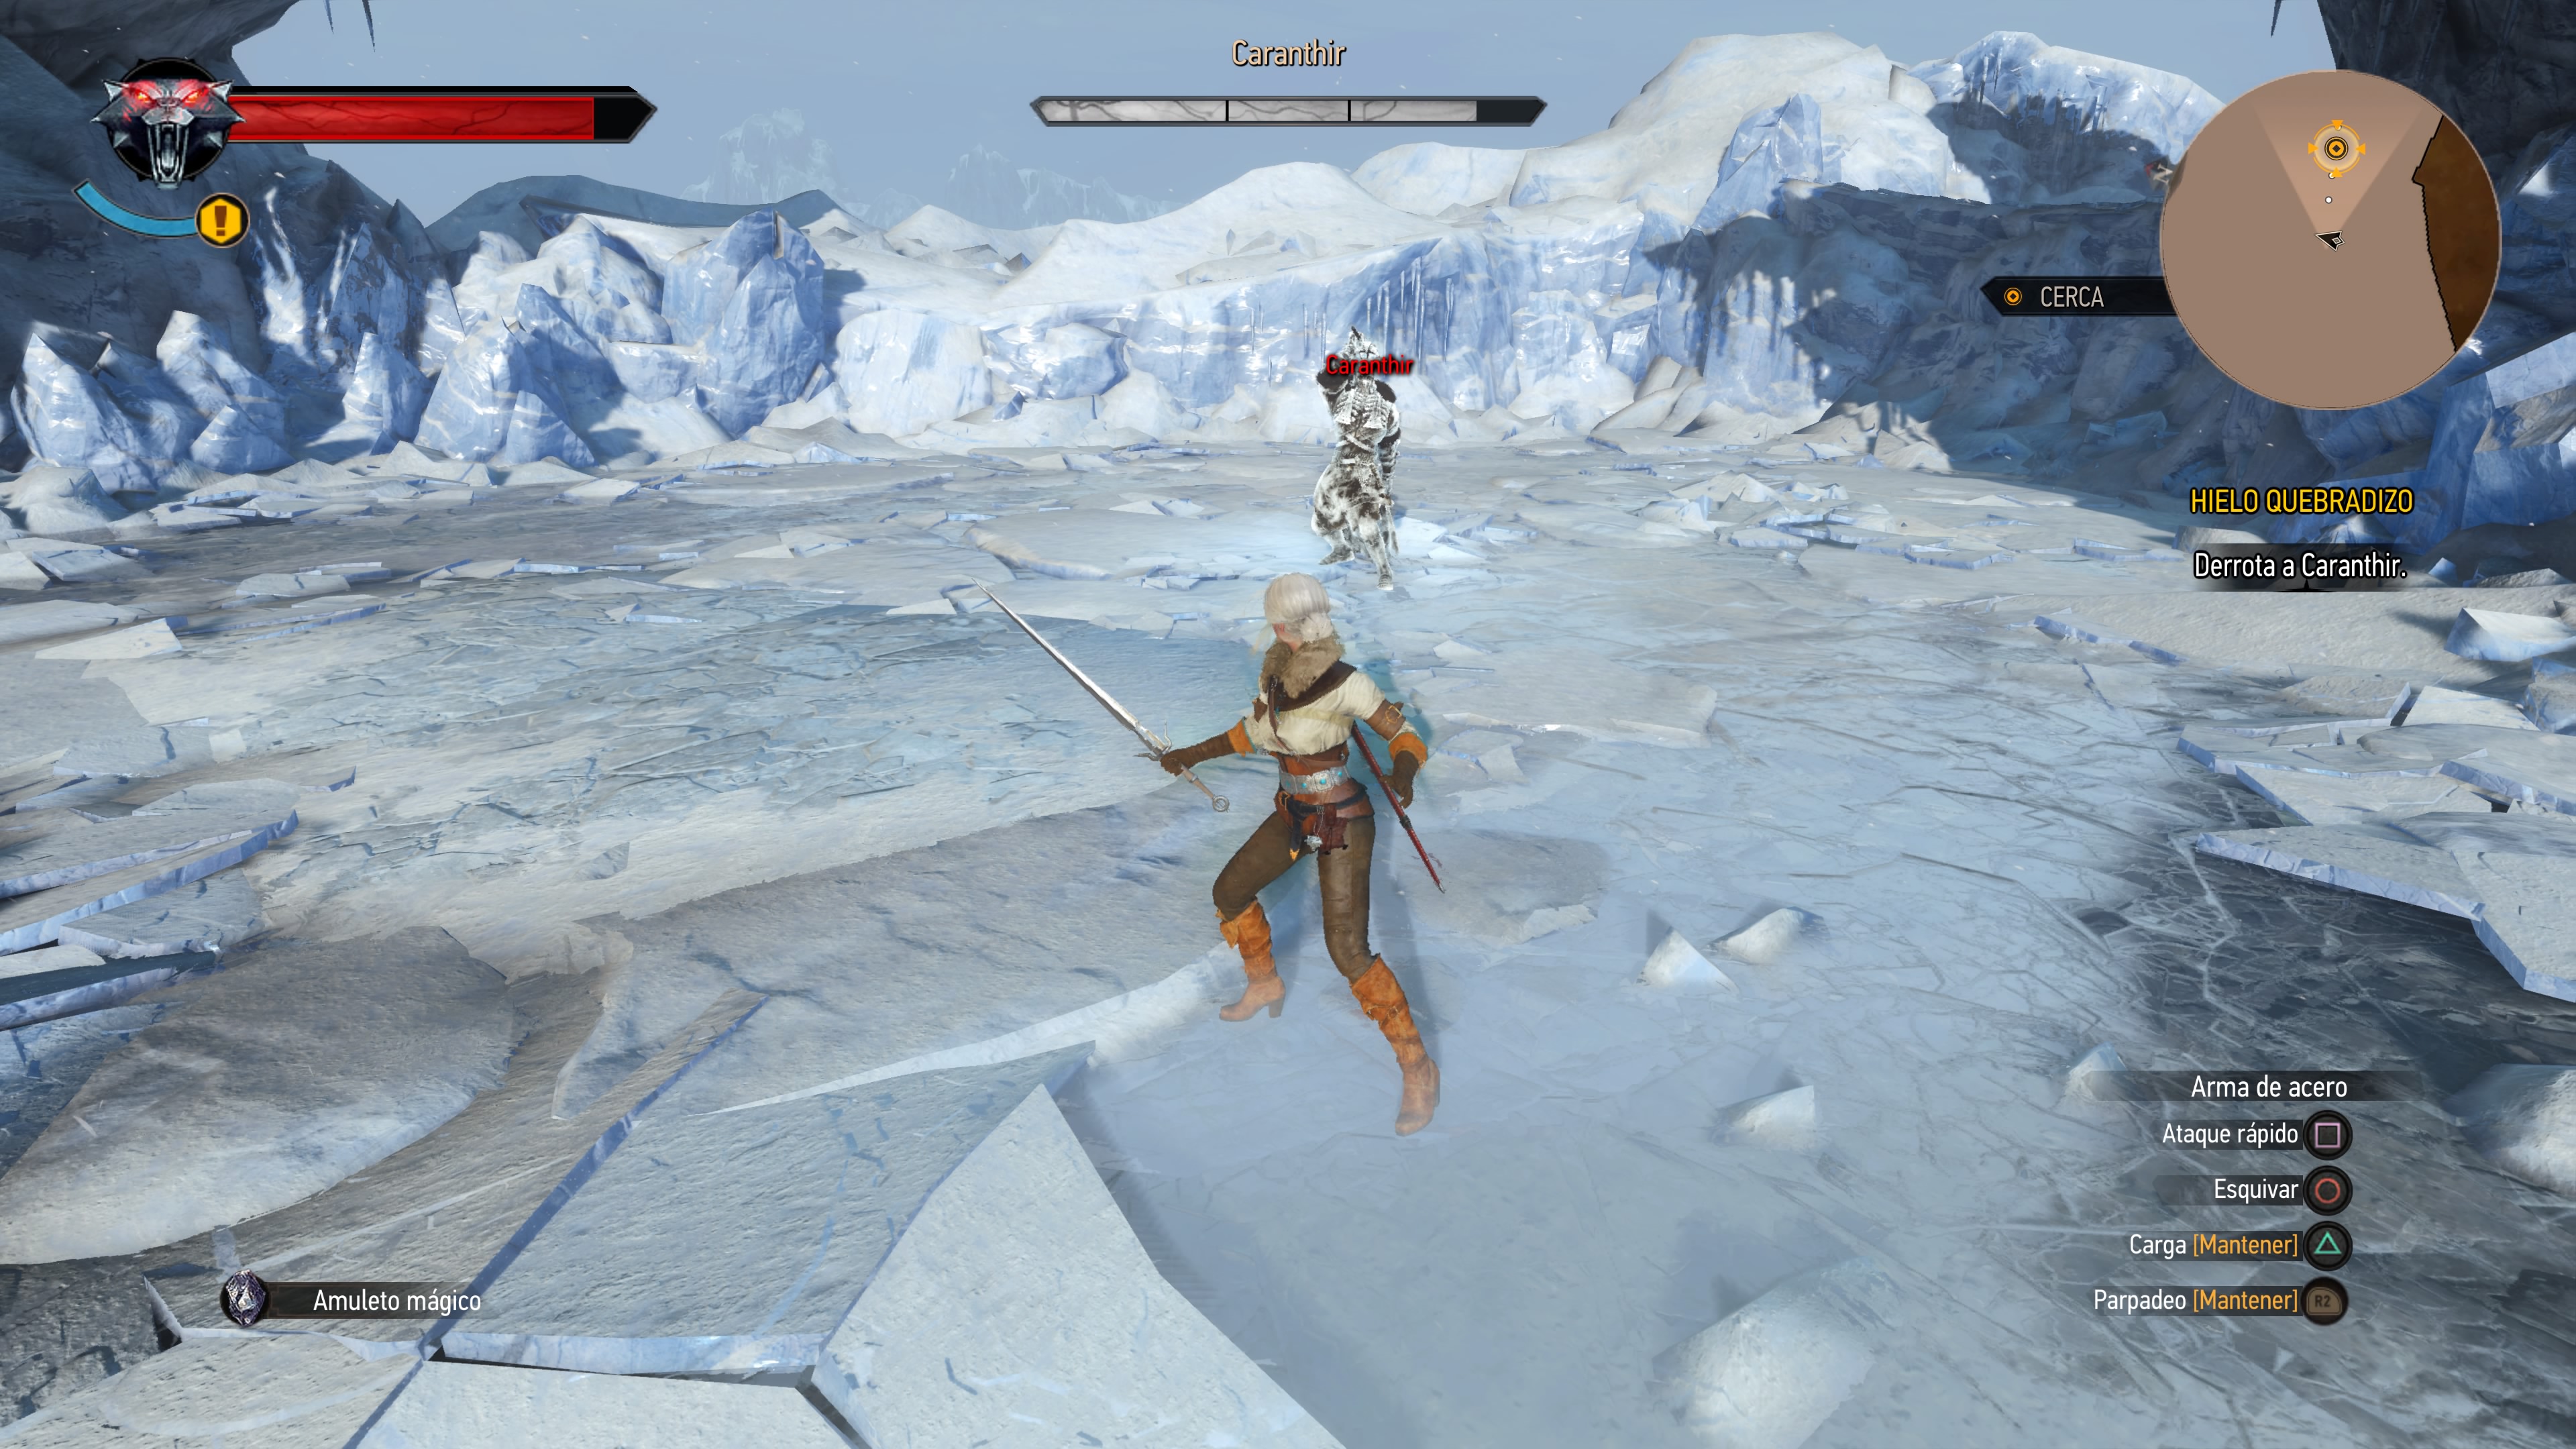 Caranthir
Caranthir
CERCA
HIELO QUEBRADIZO
Derrota a Caranthir.
Arma de acero
Ataque rápido
Esquivar
Carga [Mantener]
Parpadeo [Mantener] R2
Amuleto mágico